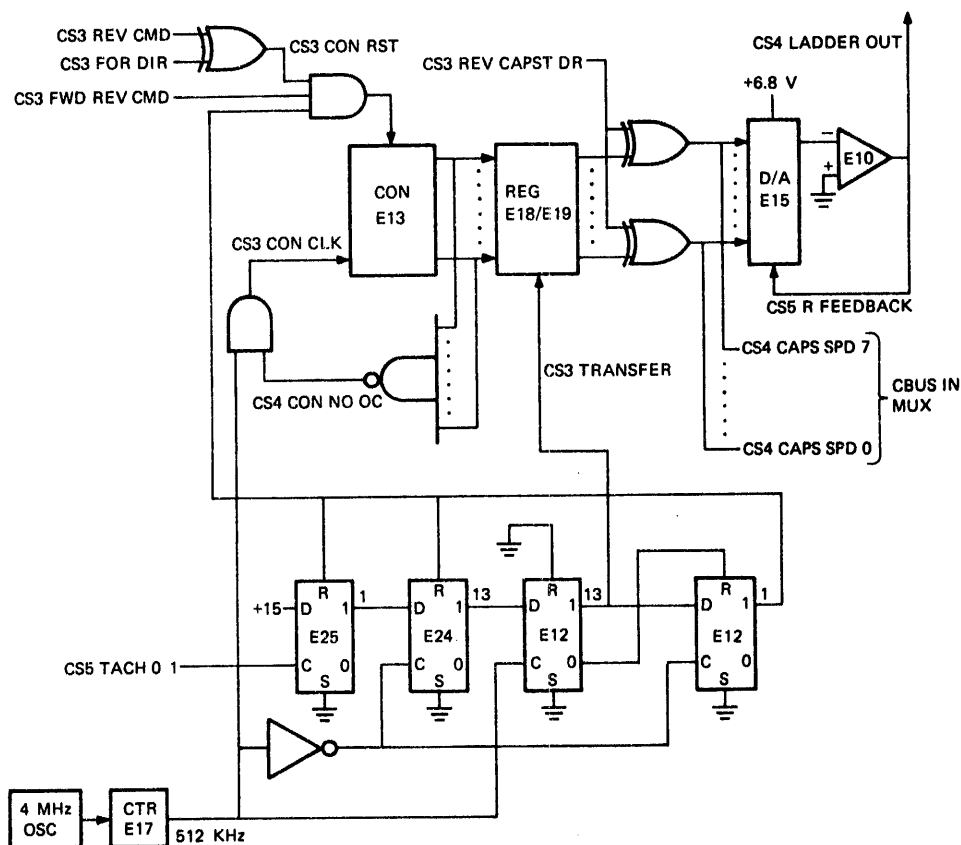 CS3 REV CMD
CS3 FOR DIR
CS3 CON RST
CS3 FWD REV CMD
CS3 REV CAPST DR
CS4 LADDER OUT
+6.8 V
CON
E13
REG
E18/E19
D/A
E15
−
+
E10
CS3 CON CLK
CS5 R FEEDBACK
CS4 CON NO OC
CS3 TRANSFER
CS4 CAPS SPD 7
CBUS IN
MUX
CS4 CAPS SPD 0
+15
D R 1
E25
C 0
S
1
D R 1
E24
C 0
S
13
D R 1
E12
C 0
S
13
D R 1
E12
C 0
S
1
CS5 TACH 0 1
4 MHz
OSC
CTR
E17
512 KHz